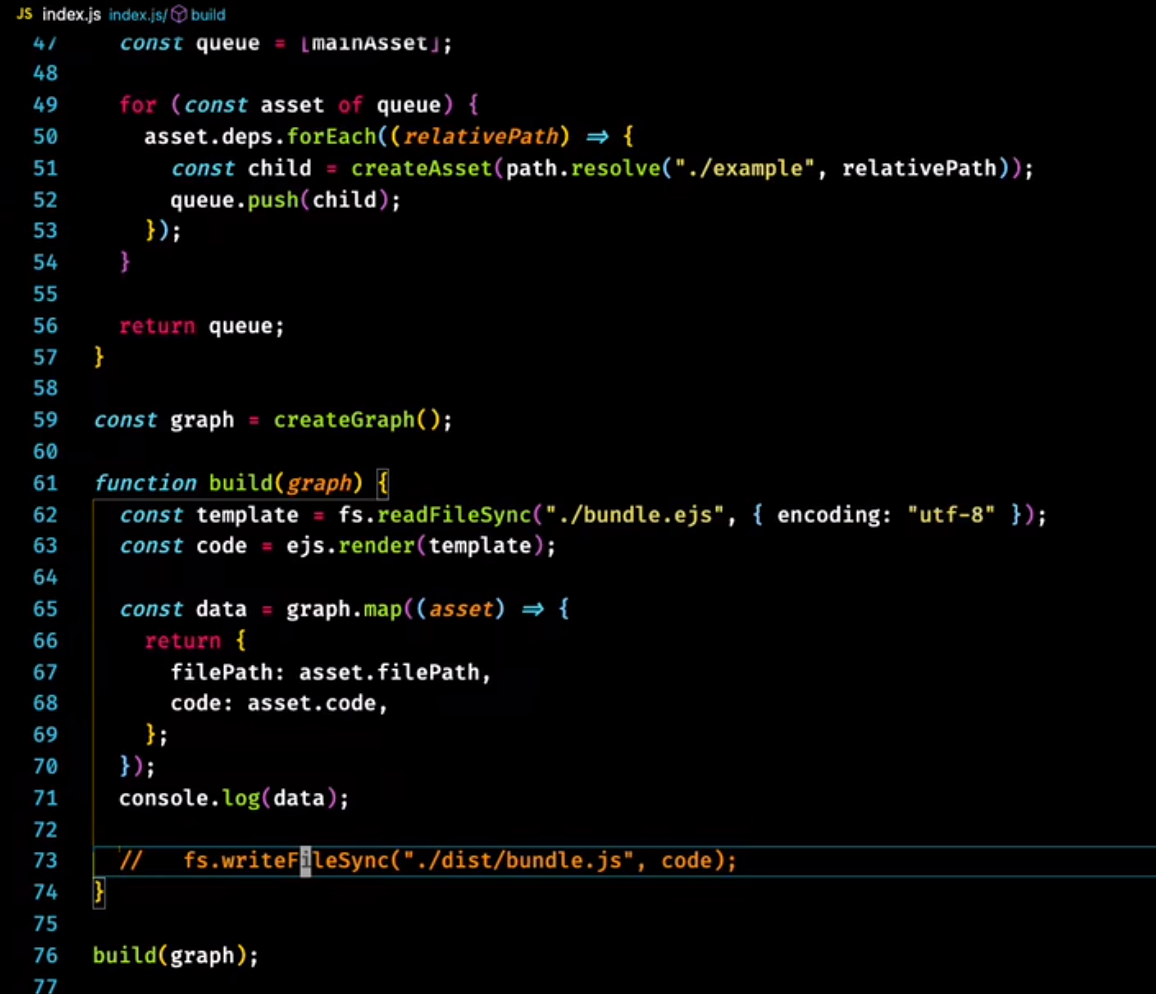 JS index.js index.js/ build
47 const queue = [mainAsset];
48
49 for (const asset of queue) {
50 asset.deps.forEach((relativePath) => {
51 const child = createAsset(path.resolve("./example", relativePath));
52 queue.push(child);
53 });
54 }
55
56 return queue;
57 }
58
59 const graph = createGraph();
60
61 function build(graph) {
62 const template = fs.readFileSync("./bundle.ejs", { encoding: "utf-8" });
63 const code = ejs.render(template);
64
65 const data = graph.map((asset) => {
66 return {
67 filePath: asset.filePath,
68 code: asset.code,
69 };
70 });
71 console.log(data);
72
73 // fs.writeFileSync("./dist/bundle.js", code);
74 }
75
76 build(graph);
77